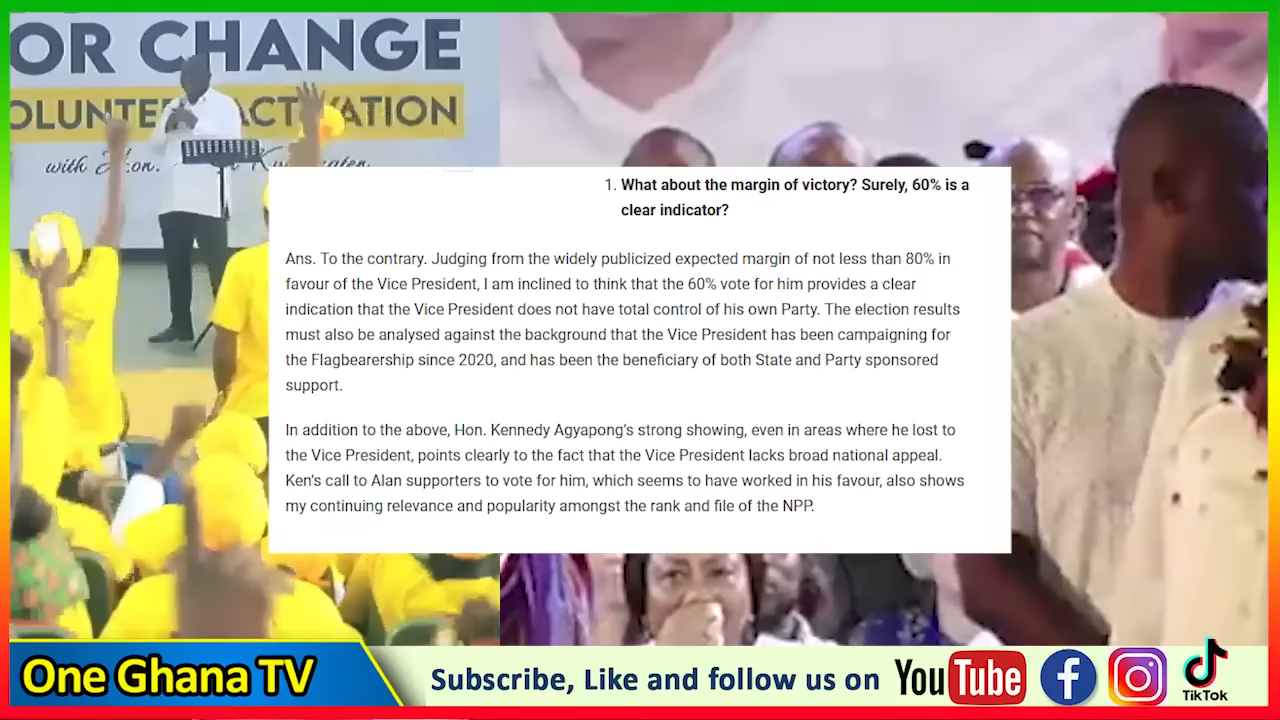 OR CHANGE
ACTIVATION
with Hon.
1. What about the margin of victory? Surely, 60% is a
clear indicator?
Ans. To the contrary. Judging from the widely publicized expected margin of not less than 80% in
favour of the Vice President, I am inclined to think that the 60% vote for him provides a clear
indication that the Vice President does not have total control of his own Party. The election results
must also be analysed against the background that the Vice President has been campaigning for
the Flagbearership since 2020, and has been the beneficiary of both State and Party sponsored
support.
In addition to the above, Hon. Kennedy Agyapong's strong showing, even in areas where he lost to
the Vice President, points clearly to the fact that the Vice President lacks broad national appeal.
Ken's call to Alan supporters to vote for him, which seems to have worked in his favour, also shows
my continuing relevance and popularity amongst the rank and file of the NPP.
One Ghana TV
Subscribe, Like and follow us on YouTube
TikTok